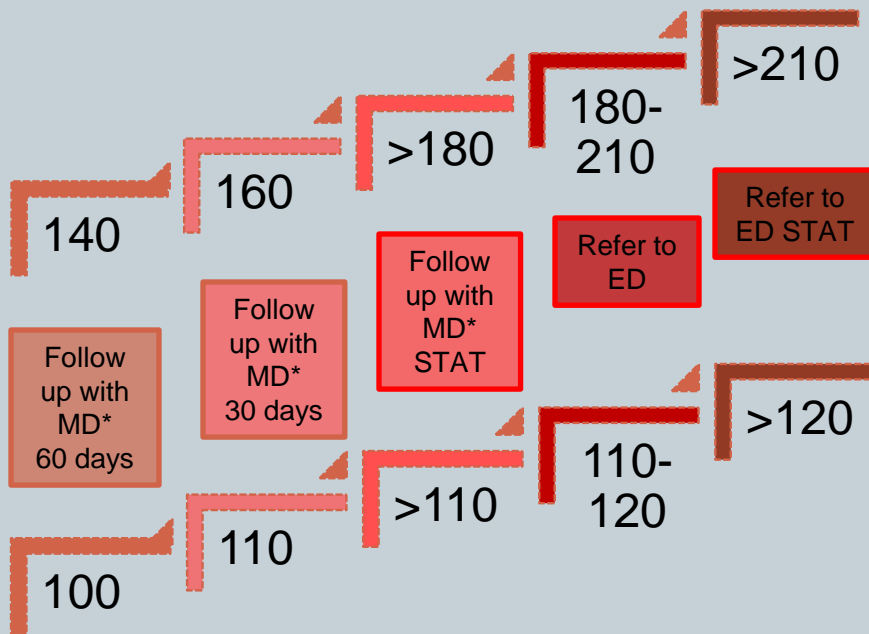 140
160
>180
180-
210
>210
Follow
up with
MD*
60 days
Follow
up with
MD*
30 days
Follow
up with
MD*
STAT
Refer to
ED
Refer to
ED STAT
100
110
>110
110-
120
>120